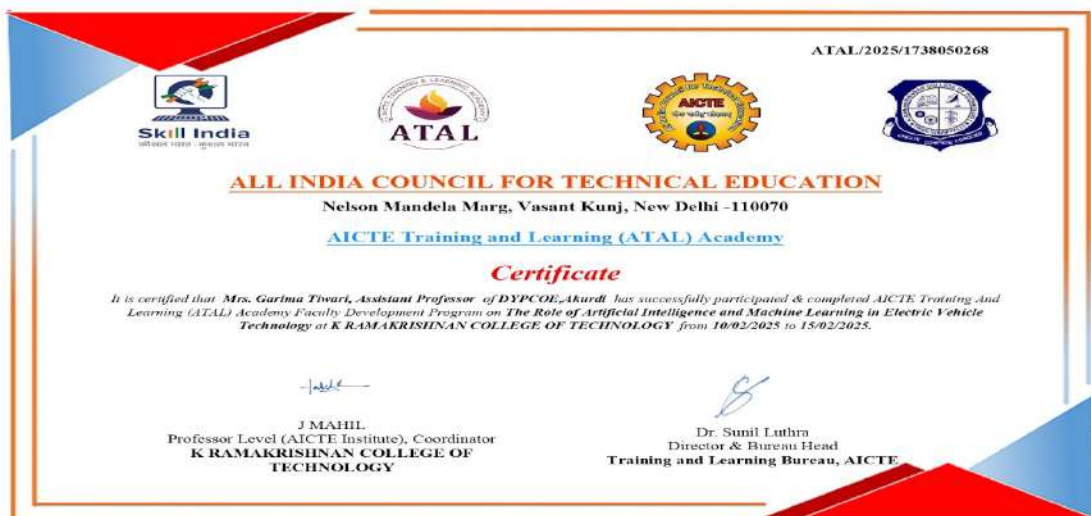 ATAL/2025/1738050268
Skill India
कौशल भारत - कुशल भारत
ATAL
AICTE
ALL INDIA COUNCIL FOR TECHNICAL EDUCATION
Nelson Mandela Marg, Vasant Kunj, New Delhi -110070
AICTE Training and Learning (ATAL) Academy
Certificate
It is certified that Mrs. Garima Tiwari, Assistant Professor of DYPCOE,Akurdi has successfully participated & completed AICTE Training And
Learning (ATAL) Academy Faculty Development Program on The Role of Artificial Intelligence and Machine Learning in Electric Vehicle
Technology at K RAMAKRISHNAN COLLEGE OF TECHNOLOGY from 10/02/2025 to 15/02/2025.
J MAHIL
Professor Level (AICTE Institute), Coordinator
K RAMAKRISHNAN COLLEGE OF
TECHNOLOGY
Dr. Sunil Luthra
Director & Bureau Head
Training and Learning Bureau, AICTE